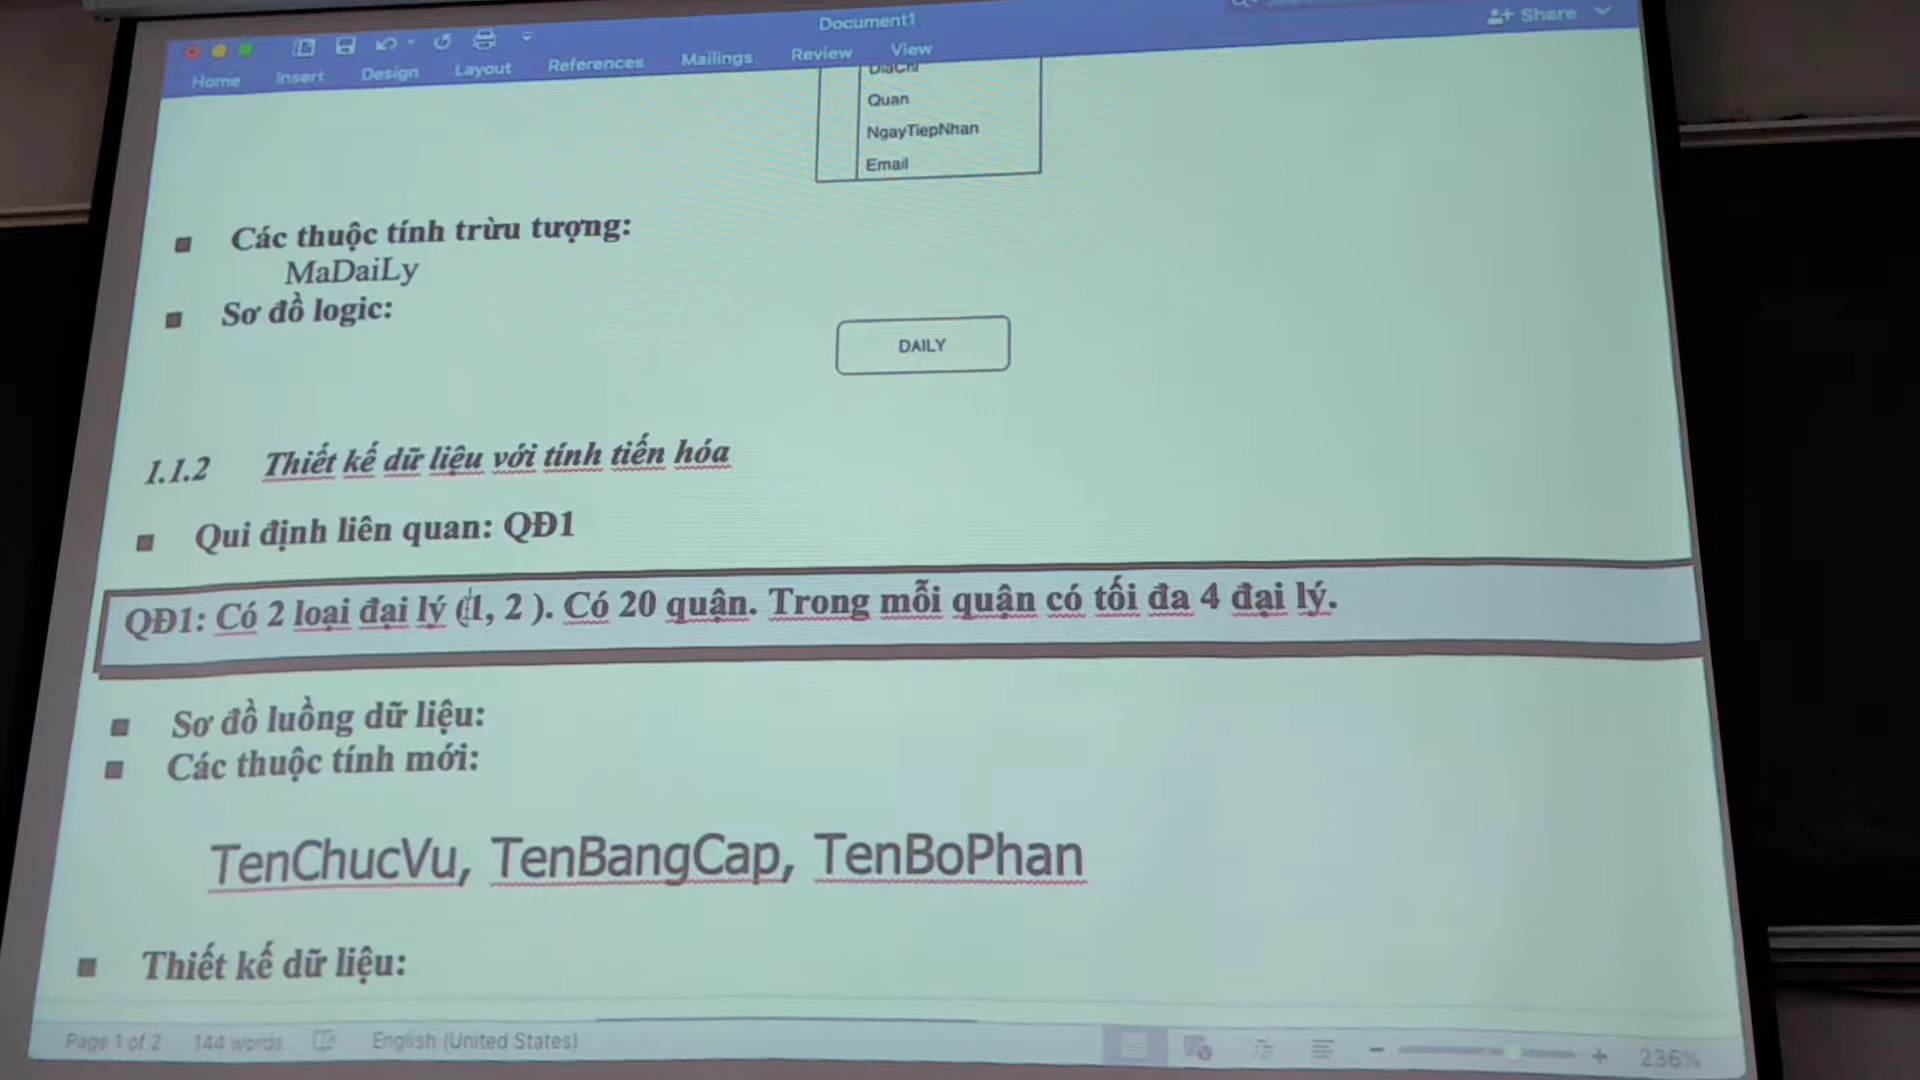 Document1
Share
Home Insert Design Layout References Mailings Review View
DiaChi
Quan
NgayTiepNhan
Email
Các thuộc tính trừu tượng:
MaDaiLy
Sơ đồ logic:
DAILY
1.1.2 Thiết kế dữ liệu với tính tiến hóa
Qui định liên quan: QĐ1
QĐ1: Có 2 loại đại lý (1, 2 ). Có 20 quận. Trong mỗi quận có tối đa 4 đại lý.
Sơ đồ luồng dữ liệu:
Các thuộc tính mới:
TenChucVu, TenBangCap, TenBoPhan
Thiết kế dữ liệu:
Page 1 of 2 144 words English (United States) 236%